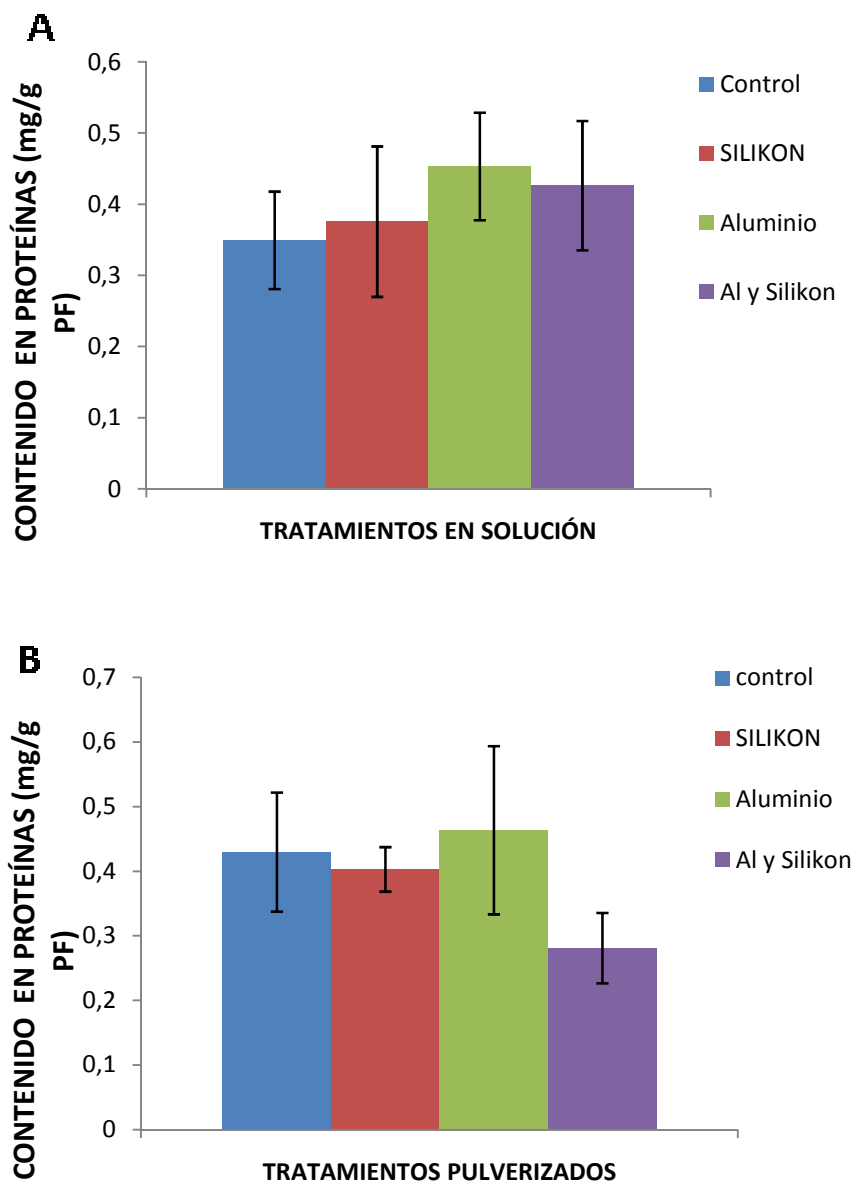 A
CONTENIDO EN PROTEÍNAS (mg/g
PF)
0,6
0,5
0,4
0,3
0,2
0,1
0
TRATAMIENTOS EN SOLUCIÓN
Control
SILIKON
Aluminio
Al y Silikon
B
CONTENIDO EN PROTEÍNAS (mg/g
PF)
0,7
0,6
0,5
0,4
0,3
0,2
0,1
0
TRATAMIENTOS PULVERIZADOS
control
SILIKON
Aluminio
Al y Silikon